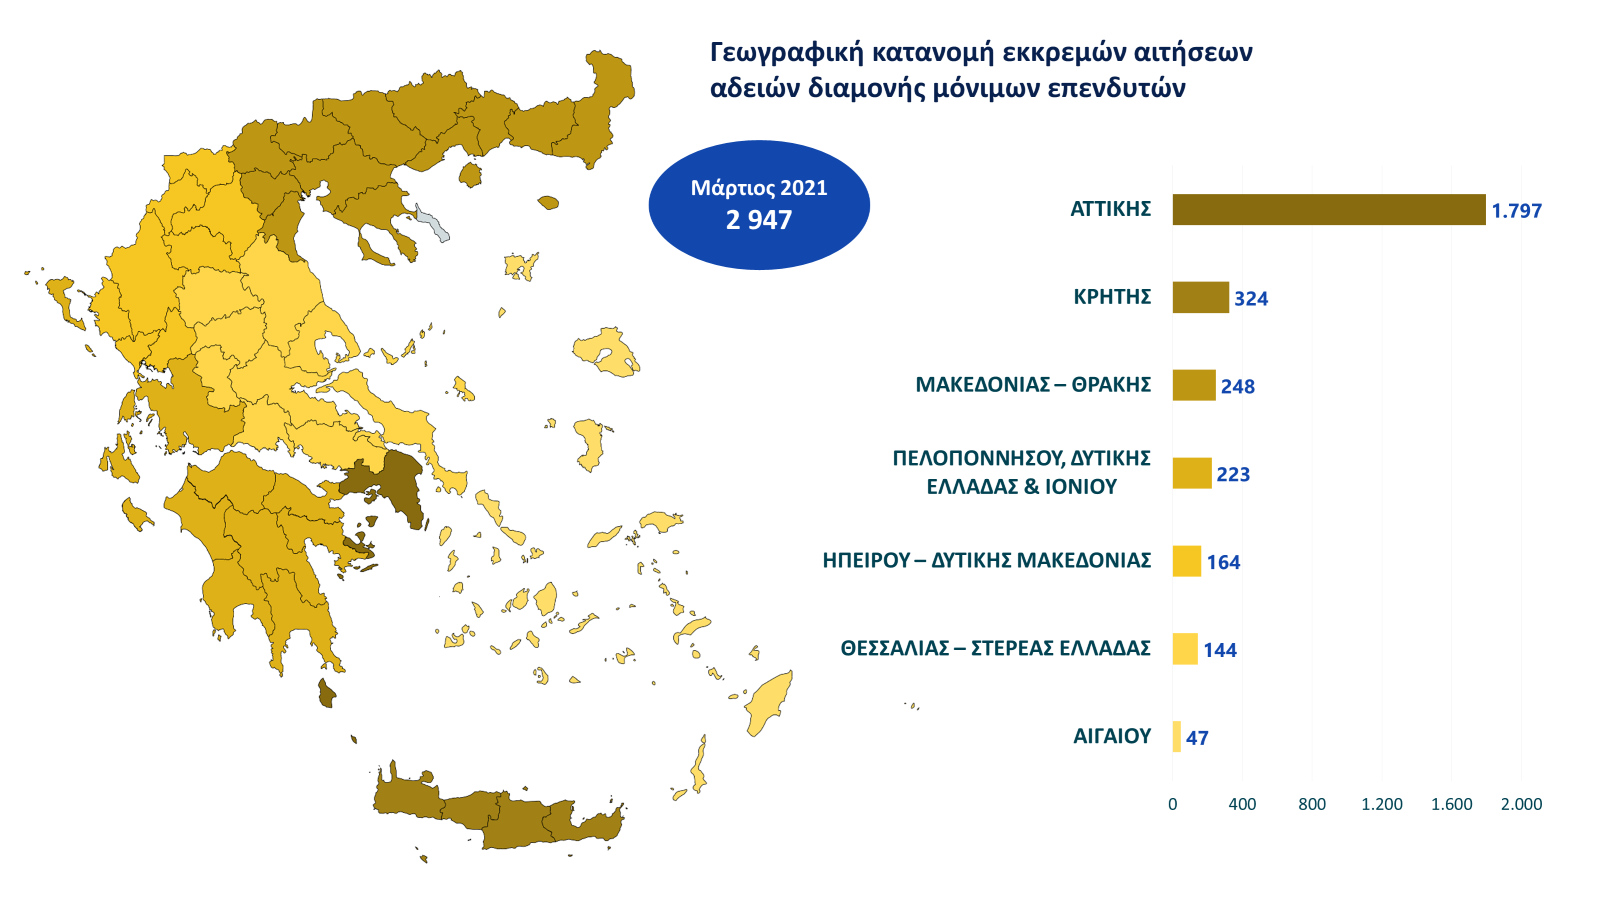 Γεωγραφική κατανομή εκκρεμών αιτήσεων
αδειών διαμονής μόνιμων επενδυτών
Μάρτιος 2021
2 947
ΑΤΤΙΚΗΣ
1.797
ΚΡΗΤΗΣ
324
ΜΑΚΕΔΟΝΙΑΣ – ΘΡΑΚΗΣ
248
ΠΕΛΟΠΟΝΝΗΣΟΥ, ΔΥΤΙΚΗΣ
ΕΛΛΑΔΑΣ & ΙΟΝΙΟΥ
223
ΗΠΕΙΡΟΥ – ΔΥΤΙΚΗΣ ΜΑΚΕΔΟΝΙΑΣ
164
ΘΕΣΣΑΛΙΑΣ – ΣΤΕΡΕΑΣ ΕΛΛΑΔΑΣ
144
ΑΙΓΑΙΟΥ
47
0 400 800 1.200 1.600 2.000